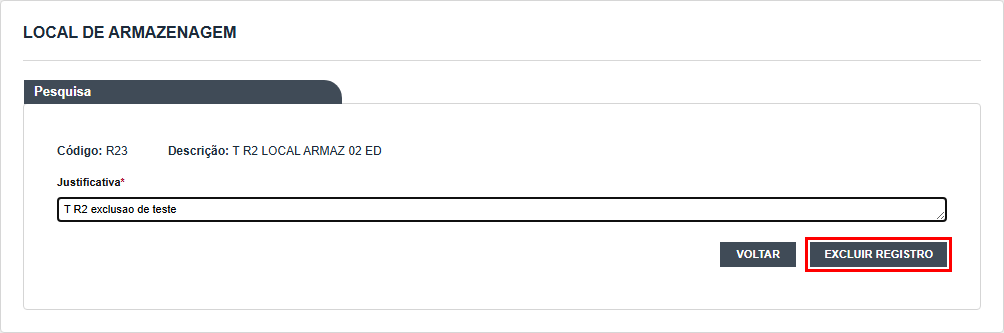 LOCAL DE ARMAZENAGEM
Pesquisa
Código: R23 Descrição: T R2 LOCAL ARMAZ 02 ED
Justificativa*
T R2 exclusao de teste
VOLTAR EXCLUIR REGISTRO